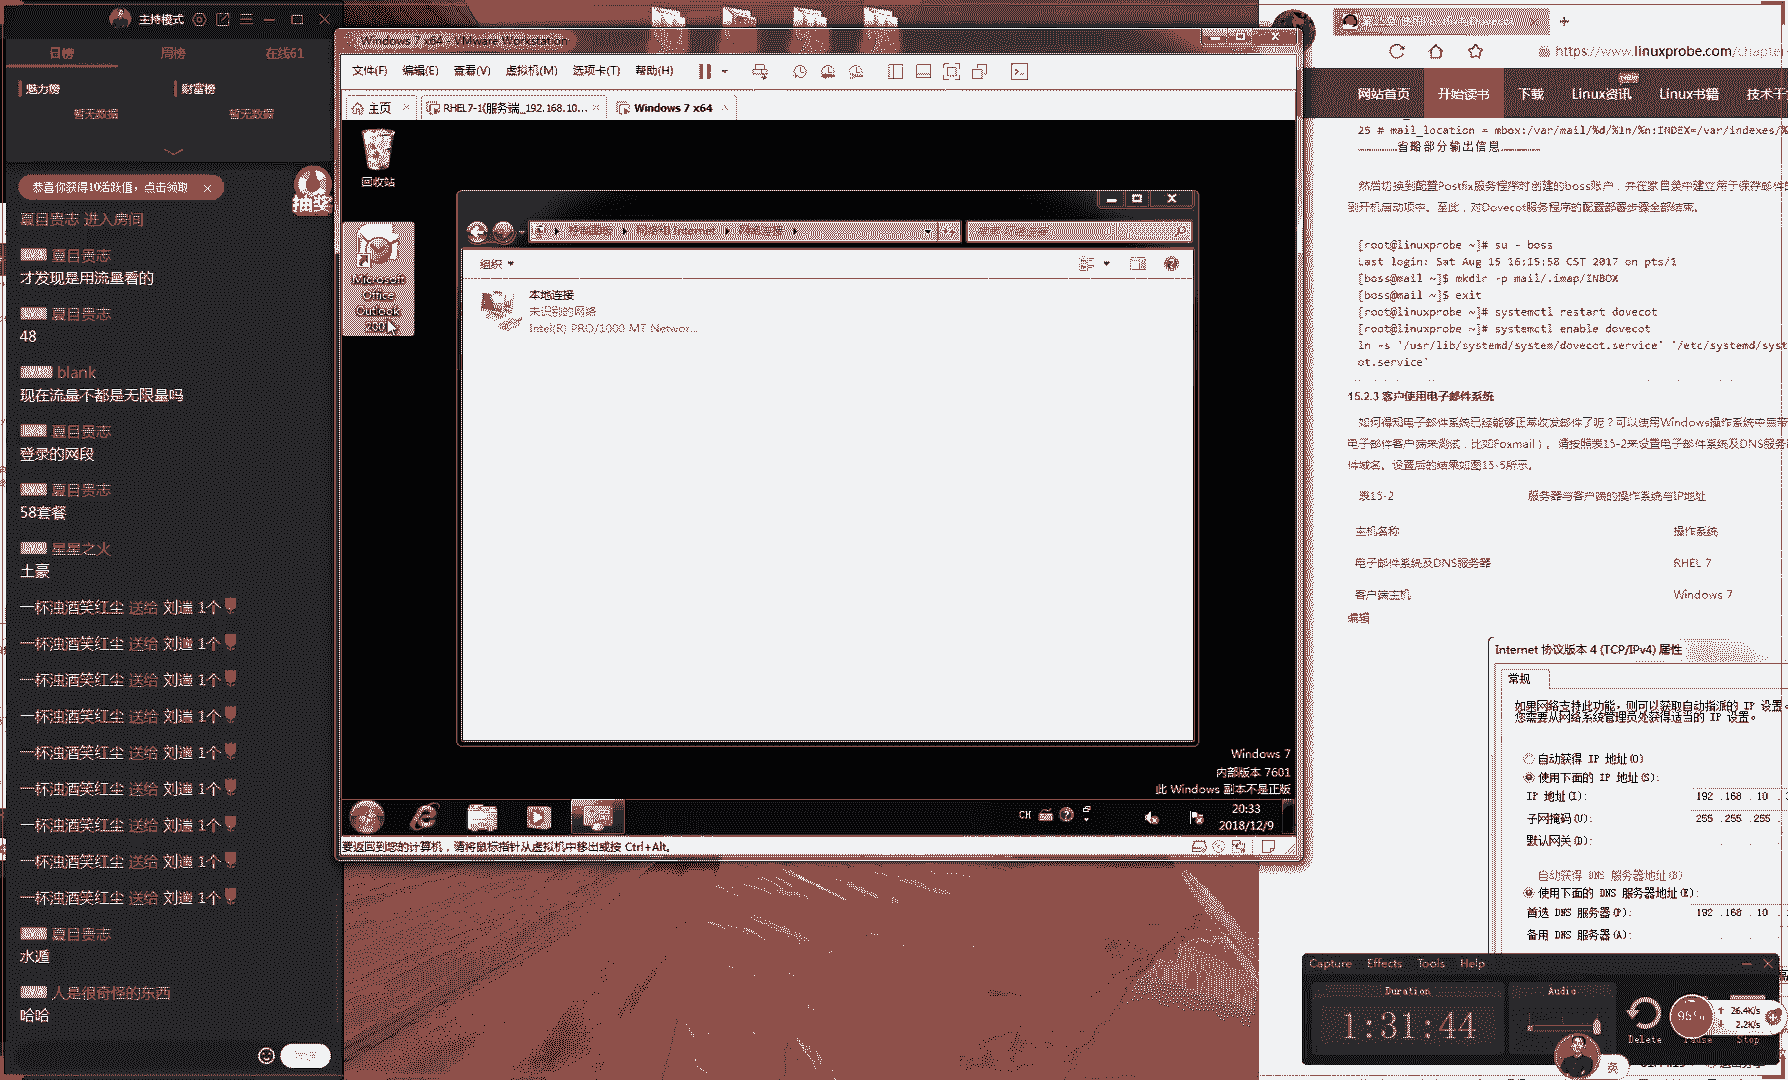 主持模式
日榜
周榜
在线61
魅力榜
财富榜
暂无数据
暂无数据
恭喜你获得10活跃值，点击领取
抽奖
夏目贵志 进入房间
夏目贵志
才发现是用流量看的
夏目贵志
48
blank
现在流量不都是无限量吗
夏目贵志
登录的网段
夏目贵志
58套餐
星星之火
土豪
一杯浊酒笑红尘 送给 刘遄 1个
一杯浊酒笑红尘 送给 刘遄 1个
一杯浊酒笑红尘 送给 刘遄 1个
一杯浊酒笑红尘 送给 刘遄 1个
一杯浊酒笑红尘 送给 刘遄 1个
一杯浊酒笑红尘 送给 刘遄 1个
一杯浊酒笑红尘 送给 刘遄 1个
一杯浊酒笑红尘 送给 刘遄 1个
一杯浊酒笑红尘 送给 刘遄 1个
夏目贵志
水遁
人是很奇怪的东西
哈哈
Windows 7 x64 - VMware Workstation
文件(F) 编辑(E) 查看(V) 虚拟机(M) 选项卡(T) 帮助(H)
主页
RHEL7-1(服务端_192.168.10...
Windows 7 x64
回收站
Microsoft
Office
Outlook
组织
本地连接
未识别的网络
Intel(R) PRO/1000 MT Networ...
Windows 7
内部版本 7601
此 Windows 副本不是正版
CH
20:33
2018/12/9
要返回到您的计算机，请将鼠标指针从虚拟机中移出或按 Ctrl+Alt。
https://www.linuxprobe.com/chapter
网站首页 开始读书 下载 Linux资讯 Linux书籍 技术干
25 # mail_location = mbox:/var/mail/%d/%1n/%n:INDEX=/var/indexes/%
省略部分输出信息
然后切换到配置Postfix服务程序时创建的boss账户，并在家目录中建立用于保存邮件的
到开机启动项中。至此，对Dovecot服务程序的配置部署步骤全部结束。
[root@linuxprobe ~]# su - boss
Last login: Sat Aug 15 16:15:58 CST 2017 on pts/1
[boss@mail ~]$ mkdir -p mail/.imap/INBOX
[boss@mail ~]$ exit
[root@linuxprobe ~]# systemctl restart dovecot
[root@linuxprobe ~]# systemctl enable dovecot
ln -s '/usr/lib/systemd/system/dovecot.service' '/etc/systemd/syst
ot.service'
15.2.3 客户使用电子邮件系统
如何得知电子邮件系统已经能够正常收发邮件了呢？可以使用Windows操作系统中自带
电子邮件客户端来测试，比如Foxmail）。请按照表15-2来设置电子邮件系统及DNS服务
件域名。设置后的结果如图15-5所示。
表15-2
服务器与客户端的操作系统与IP地址
主机名称
操作系统
电子邮件系统及DNS服务器
RHEL 7
客户端主机
Windows 7
编辑
Internet 协议版本 4 (TCP/IPv4) 属性
常规
如果网络支持此功能，则可以获取自动指派的 IP 设置。
您需要从网络系统管理员处获得适当的 IP 设置。
自动获得 IP 地址(O)
使用下面的 IP 地址(S):
IP 地址(I):
192 .168 . 10 .
子网掩码(U):
255 .255 .255 .
默认网关(D):
自动获得 DNS 服务器地址(B)
使用下面的 DNS 服务器地址(E):
首选 DNS 服务器(P):
192 .168 . 10 .
备用 DNS 服务器(A):
Capture Effects Tools Help
Duration
Audio
1:31:44
Delete
Pause
Stop
26.4K/s
2.2K/s
英